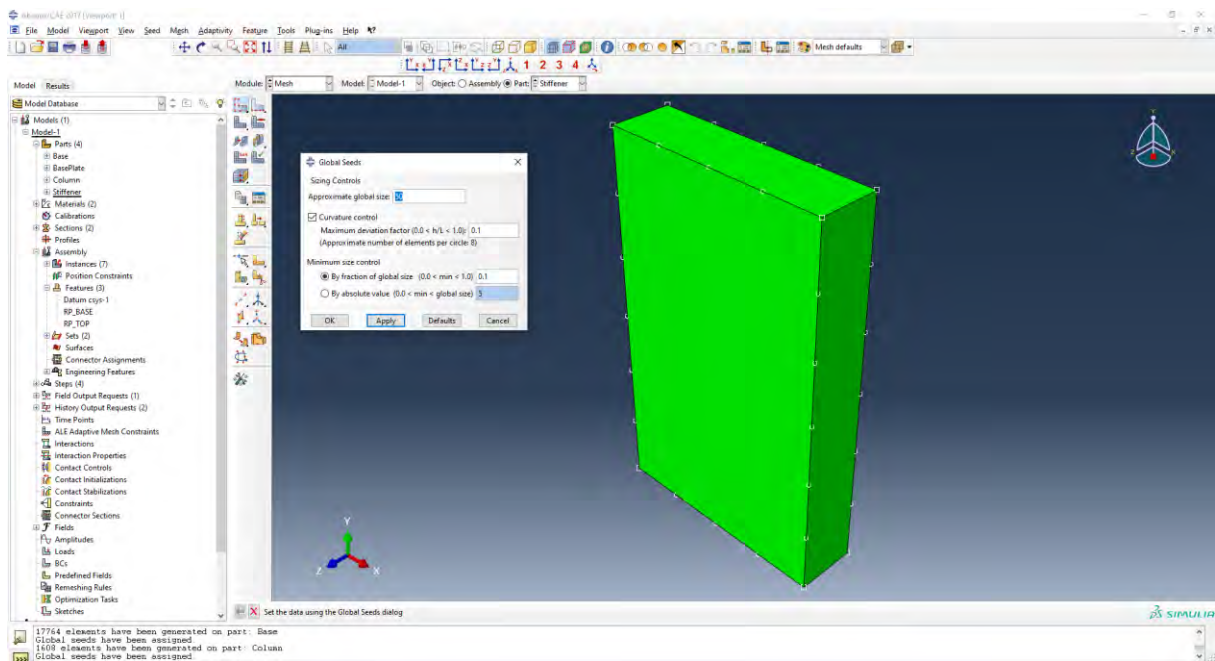 Abaqus/CAE 2017 [Viewport: 1]
File Model Viewport View Seed Mesh Adaptivity Feature Tools Plug-ins Help
All
Mesh defaults
1 2 3 4
Model Results
Module: Mesh Model: Model-1 Object: Assembly Part: Stiffener
Model Database
Models (1)
Model-1
Parts (4)
Base
BasePlate
Column
Stiffener
Materials (2)
Calibrations
Sections (2)
Profiles
Assembly
Instances (7)
Position Constraints
Features (3)
Datum csys-1
RP_BASE
RP_TOP
Sets (2)
Surfaces
Connector Assignments
Engineering Features
Steps (4)
Field Output Requests (1)
History Output Requests (2)
Time Points
ALE Adaptive Mesh Constraints
Interactions
Interaction Properties
Contact Controls
Contact Initializations
Contact Stabilizations
Constraints
Connector Sections
Fields
Amplitudes
Loads
BCs
Predefined Fields
Remeshing Rules
Optimization Tasks
Sketches
Global Seeds
Sizing Controls
Approximate global size: 50
Curvature control
Maximum deviation factor (0.0 < h/L < 1.0): 0.1
(Approximate number of elements per circle: 8)
Minimum size control
By fraction of global size (0.0 < min < 1.0) 0.1
By absolute value (0.0 < min < global size) 5
OK Apply Defaults Cancel
Y
Z X
Y
Z X
Set the data using the Global Seeds dialog
SIMULIA
17764 elements have been generated on part: Base
Global seeds have been assigned.
1608 elements have been generated on part: Column
Global seeds have been assigned.